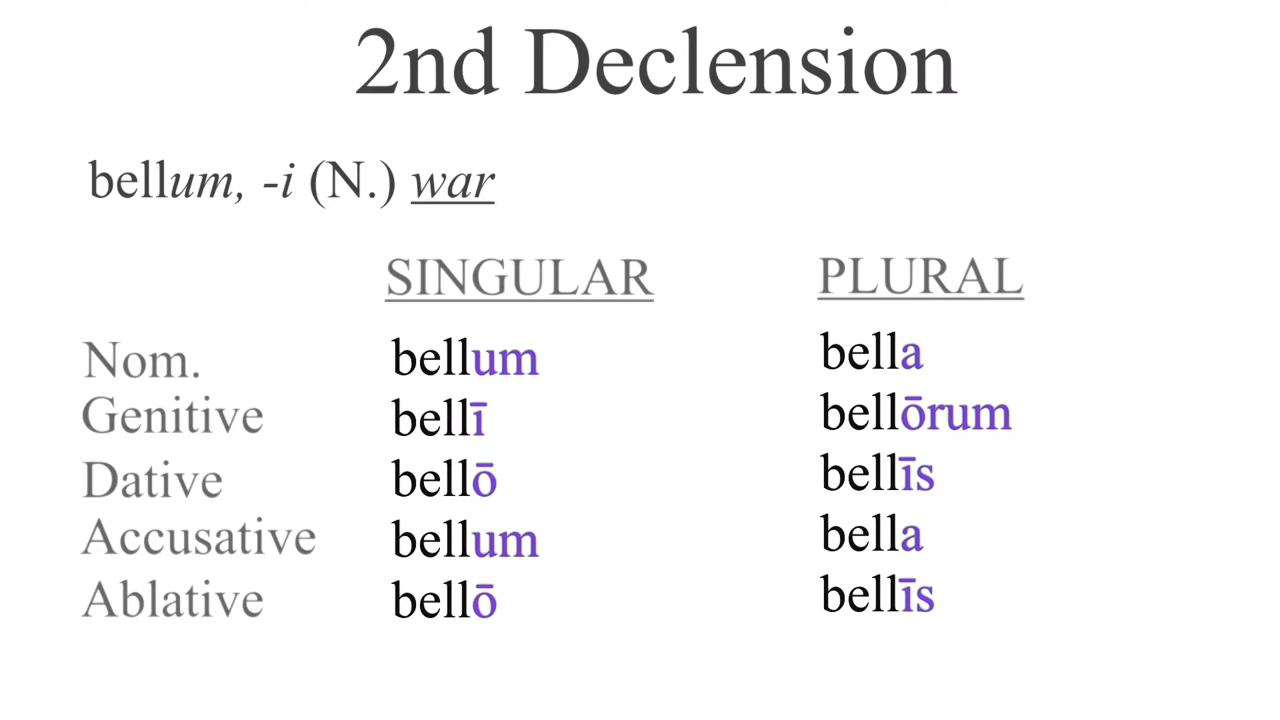 2nd Declension
bellum, -i (N.) war
SINGULAR PLURAL
Nom. bellum bella
Genitive bellī bellōrum
Dative bellō bellīs
Accusative bellum bella
Ablative bellō bellīs